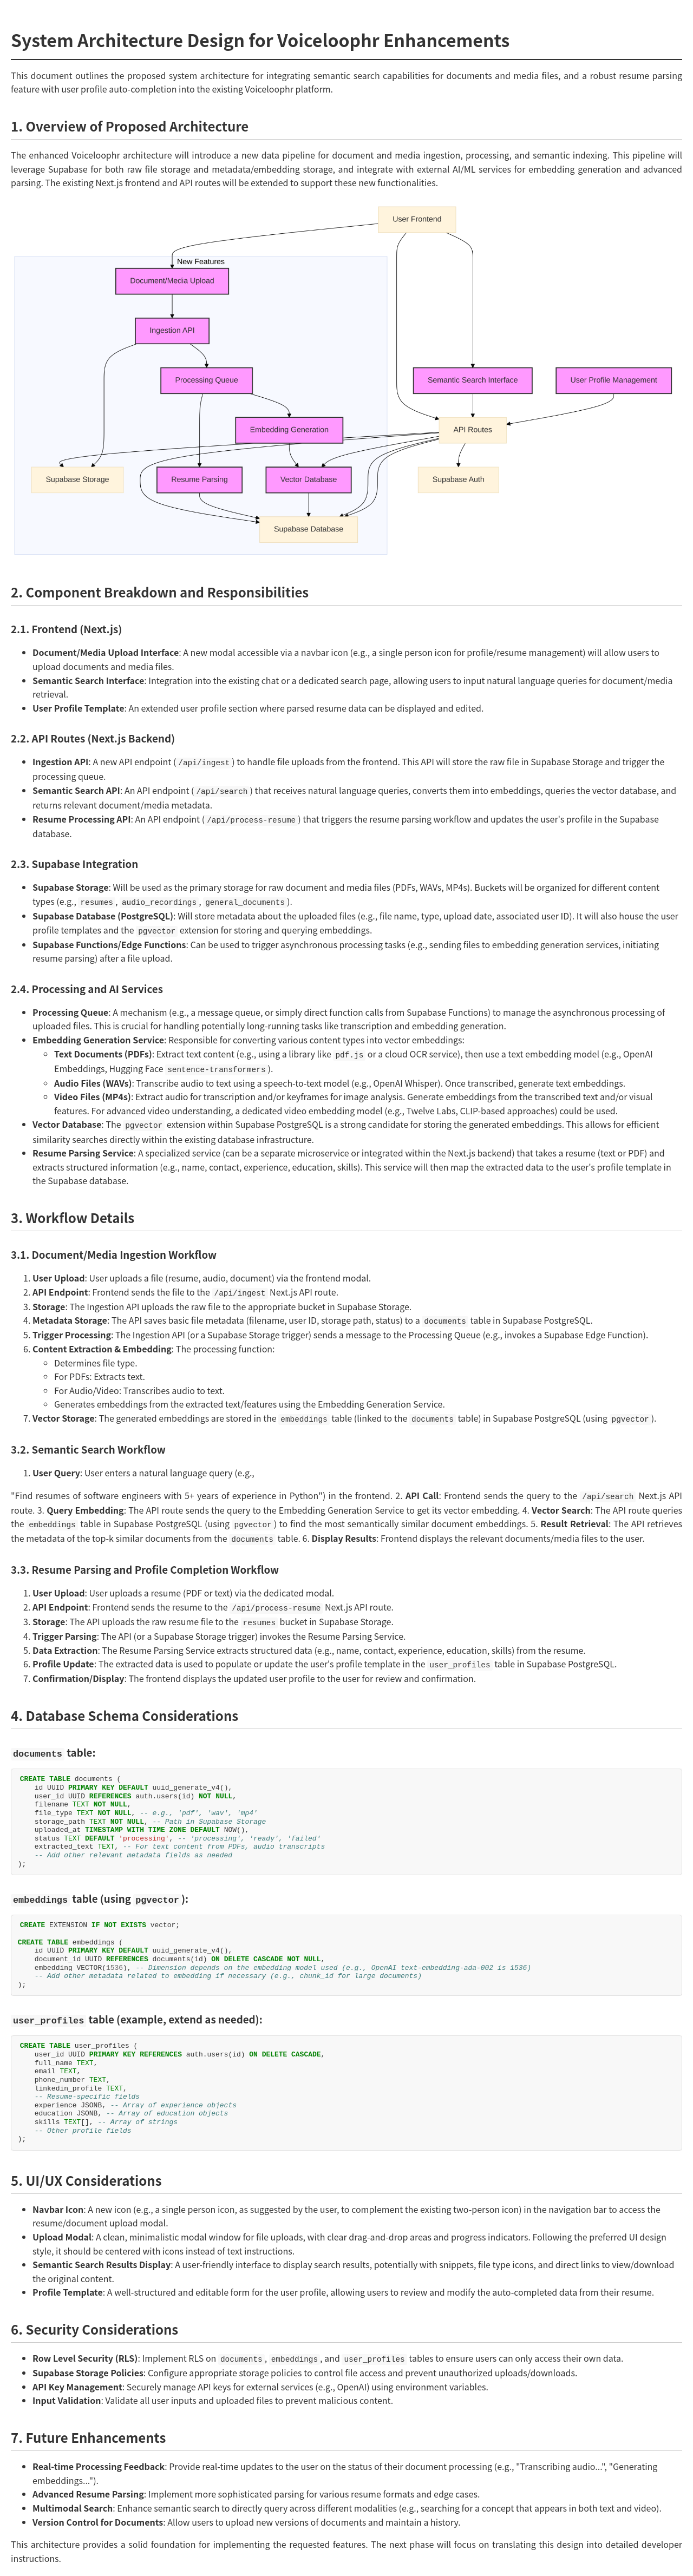 System Architecture Design for Voiceloophr Enhancements
This document outlines the proposed system architecture for integrating semantic search capabilities for documents and media files, and a robust resume parsing
feature with user profile auto-completion into the existing Voiceloophr platform.
1. Overview of Proposed Architecture
The enhanced Voiceloophr architecture will introduce a new data pipeline for document and media ingestion, processing, and semantic indexing. This pipeline will
leverage Supabase for both raw file storage and metadata/embedding storage, and integrate with external AI/ML services for embedding generation and advanced
parsing. The existing Next.js frontend and API routes will be extended to support these new functionalities.
User Frontend
New Features
Document/Media Upload
Ingestion API
Processing Queue
Semantic Search Interface
User Profile Management
Embedding Generation
API Routes
Supabase Storage
Resume Parsing
Vector Database
Supabase Auth
Supabase Database
2. Component Breakdown and Responsibilities
2.1. Frontend (Next.js)
• Document/Media Upload Interface: A new modal accessible via a navbar icon (e.g., a single person icon for profile/resume management) will allow users to
upload documents and media files.
• Semantic Search Interface: Integration into the existing chat or a dedicated search page, allowing users to input natural language queries for document/media
retrieval.
• User Profile Template: An extended user profile section where parsed resume data can be displayed and edited.
2.2. API Routes (Next.js Backend)
• Ingestion API: A new API endpoint ( /api/ingest ) to handle file uploads from the frontend. This API will store the raw file in Supabase Storage and trigger the
processing queue.
• Semantic Search API: An API endpoint ( /api/search ) that receives natural language queries, converts them into embeddings, queries the vector database, and
returns relevant document/media metadata.
• Resume Processing API: An API endpoint ( /api/process-resume ) that triggers the resume parsing workflow and updates the user's profile in the Supabase
database.
2.3. Supabase Integration
• Supabase Storage: Will be used as the primary storage for raw document and media files (PDFs, WAVs, MP4s). Buckets will be organized for different content
types (e.g., resumes , audio_recordings , general_documents ).
• Supabase Database (PostgreSQL): Will store metadata about the uploaded files (e.g., file name, type, upload date, associated user ID). It will also house the user
profile templates and the pgvector extension for storing and querying embeddings.
• Supabase Functions/Edge Functions: Can be used to trigger asynchronous processing tasks (e.g., sending files to embedding generation services, initiating
resume parsing) after a file upload.
2.4. Processing and AI Services
• Processing Queue: A mechanism (e.g., a message queue, or simply direct function calls from Supabase Functions) to manage the asynchronous processing of
uploaded files. This is crucial for handling potentially long-running tasks like transcription and embedding generation.
• Embedding Generation Service: Responsible for converting various content types into vector embeddings:
◦ Text Documents (PDFs): Extract text content (e.g., using a library like pdf.js or a cloud OCR service), then use a text embedding model (e.g., OpenAI
Embeddings, Hugging Face sentence-transformers ).
◦ Audio Files (WAVs): Transcribe audio to text using a speech-to-text model (e.g., OpenAI Whisper). Once transcribed, generate text embeddings.
◦ Video Files (MP4s): Extract audio for transcription and/or keyframes for image analysis. Generate embeddings from the transcribed text and/or visual
features. For advanced video understanding, a dedicated video embedding model (e.g., Twelve Labs, CLIP-based approaches) could be used.
• Vector Database: The pgvector extension within Supabase PostgreSQL is a strong candidate for storing the generated embeddings. This allows for efficient
similarity searches directly within the existing database infrastructure.
• Resume Parsing Service: A specialized service (can be a separate microservice or integrated within the Next.js backend) that takes a resume (text or PDF) and
extracts structured information (e.g., name, contact, experience, education, skills). This service will then map the extracted data to the user's profile template in
the Supabase database.
3. Workflow Details
3.1. Document/Media Ingestion Workflow
1. User Upload: User uploads a file (resume, audio, document) via the frontend modal.
2. API Endpoint: Frontend sends the file to the /api/ingest Next.js API route.
3. Storage: The Ingestion API uploads the raw file to the appropriate bucket in Supabase Storage.
4. Metadata Storage: The API saves basic file metadata (filename, user ID, storage path, status) to a documents table in Supabase PostgreSQL.
5. Trigger Processing: The Ingestion API (or a Supabase Storage trigger) sends a message to the Processing Queue (e.g., invokes a Supabase Edge Function).
6. Content Extraction & Embedding: The processing function:
◦ Determines file type.
◦ For PDFs: Extracts text.
◦ For Audio/Video: Transcribes audio to text.
◦ Generates embeddings from the extracted text/features using the Embedding Generation Service.
7. Vector Storage: The generated embeddings are stored in the embeddings table (linked to the documents table) in Supabase PostgreSQL (using pgvector ).
3.2. Semantic Search Workflow
1. User Query: User enters a natural language query (e.g.,
"Find resumes of software engineers with 5+ years of experience in Python") in the frontend. 2. API Call: Frontend sends the query to the /api/search Next.js API
route. 3. Query Embedding: The API route sends the query to the Embedding Generation Service to get its vector embedding. 4. Vector Search: The API route queries
the embeddings table in Supabase PostgreSQL (using pgvector ) to find the most semantically similar document embeddings. 5. Result Retrieval: The API retrieves
the metadata of the top-k similar documents from the documents table. 6. Display Results: Frontend displays the relevant documents/media files to the user.
3.3. Resume Parsing and Profile Completion Workflow
1. User Upload: User uploads a resume (PDF or text) via the dedicated modal.
2. API Endpoint: Frontend sends the resume to the /api/process-resume Next.js API route.
3. Storage: The API uploads the raw resume file to the resumes bucket in Supabase Storage.
4. Trigger Parsing: The API (or a Supabase Storage trigger) invokes the Resume Parsing Service.
5. Data Extraction: The Resume Parsing Service extracts structured data (e.g., name, contact, experience, education, skills) from the resume.
6. Profile Update: The extracted data is used to populate or update the user's profile template in the user_profiles table in Supabase PostgreSQL.
7. Confirmation/Display: The frontend displays the updated user profile to the user for review and confirmation.
4. Database Schema Considerations
documents table:
CREATE TABLE documents (
id UUID PRIMARY KEY DEFAULT uuid_generate_v4(),
user_id UUID REFERENCES auth.users(id) NOT NULL,
filename TEXT NOT NULL,
file_type TEXT NOT NULL, -- e.g., 'pdf', 'wav', 'mp4'
storage_path TEXT NOT NULL, -- Path in Supabase Storage
uploaded_at TIMESTAMP WITH TIME ZONE DEFAULT NOW(),
status TEXT DEFAULT 'processing', -- 'processing', 'ready', 'failed'
extracted_text TEXT, -- For text content from PDFs, audio transcripts
-- Add other relevant metadata fields as needed
);
embeddings table (using pgvector ):
CREATE EXTENSION IF NOT EXISTS vector;
CREATE TABLE embeddings (
id UUID PRIMARY KEY DEFAULT uuid_generate_v4(),
document_id UUID REFERENCES documents(id) ON DELETE CASCADE NOT NULL,
embedding VECTOR(1536), -- Dimension depends on the embedding model used (e.g., OpenAI text-embedding-ada-002 is 1536)
-- Add other metadata related to embedding if necessary (e.g., chunk_id for large documents)
);
user_profiles table (example, extend as needed):
CREATE TABLE user_profiles (
user_id UUID PRIMARY KEY REFERENCES auth.users(id) ON DELETE CASCADE,
full_name TEXT,
email TEXT,
phone_number TEXT,
linkedin_profile TEXT,
-- Resume-specific fields
experience JSONB, -- Array of experience objects
education JSONB, -- Array of education objects
skills TEXT[], -- Array of strings
-- Other profile fields
);
5. UI/UX Considerations
• Navbar Icon: A new icon (e.g., a single person icon, as suggested by the user, to complement the existing two-person icon) in the navigation bar to access the
resume/document upload modal.
• Upload Modal: A clean, minimalistic modal window for file uploads, with clear drag-and-drop areas and progress indicators. Following the preferred UI design
style, it should be centered with icons instead of text instructions.
• Semantic Search Results Display: A user-friendly interface to display search results, potentially with snippets, file type icons, and direct links to view/download
the original content.
• Profile Template: A well-structured and editable form for the user profile, allowing users to review and modify the auto-completed data from their resume.
6. Security Considerations
• Row Level Security (RLS): Implement RLS on documents , embeddings , and user_profiles tables to ensure users can only access their own data.
• Supabase Storage Policies: Configure appropriate storage policies to control file access and prevent unauthorized uploads/downloads.
• API Key Management: Securely manage API keys for external services (e.g., OpenAI) using environment variables.
• Input Validation: Validate all user inputs and uploaded files to prevent malicious content.
7. Future Enhancements
• Real-time Processing Feedback: Provide real-time updates to the user on the status of their document processing (e.g., "Transcribing audio...", "Generating
embeddings...").
• Advanced Resume Parsing: Implement more sophisticated parsing for various resume formats and edge cases.
• Multimodal Search: Enhance semantic search to directly query across different modalities (e.g., searching for a concept that appears in both text and video).
• Version Control for Documents: Allow users to upload new versions of documents and maintain a history.
This architecture provides a solid foundation for implementing the requested features. The next phase will focus on translating this design into detailed developer
instructions.